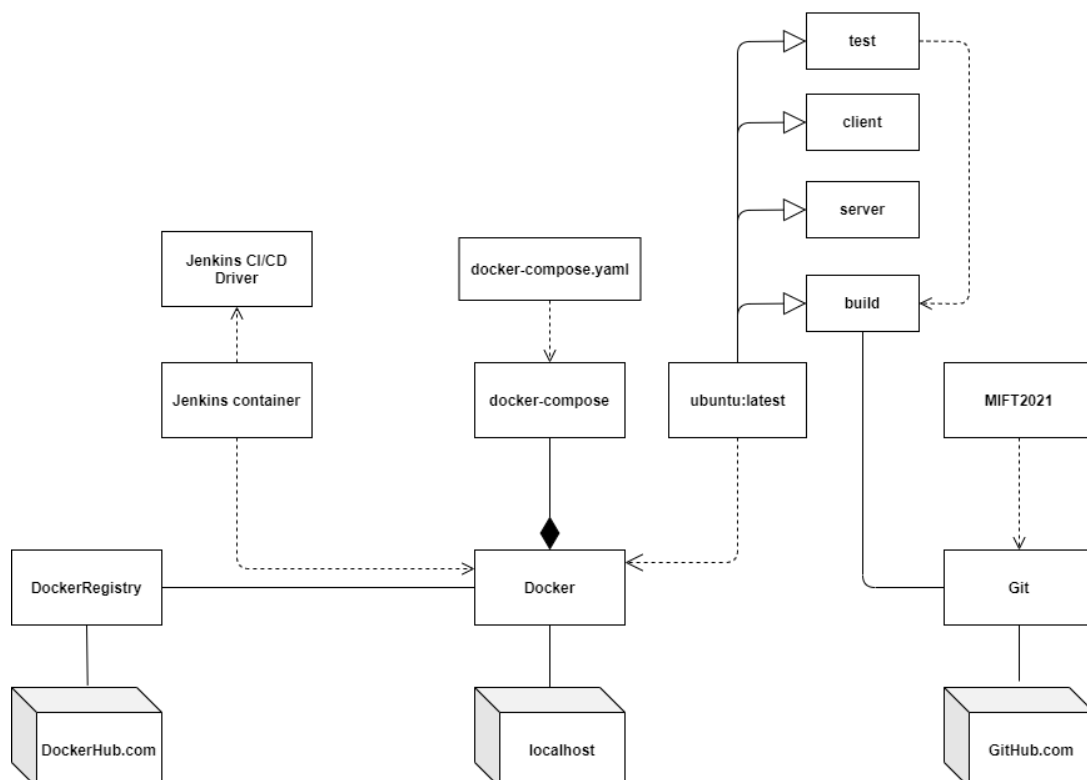 test
client
server
Jenkins CI/CD
Driver
docker-compose.yaml
build
Jenkins container
docker-compose
ubuntu:latest
MIFT2021
DockerRegistry
Docker
Git
DockerHub.com
localhost
GitHub.com